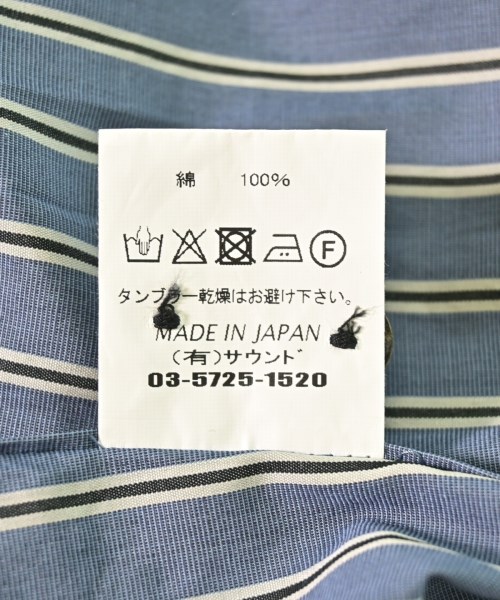 綿 100%
F
タンブラー乾燥はお避け下さい。
MADE IN JAPAN
(有)サウンド
03-5725-1520